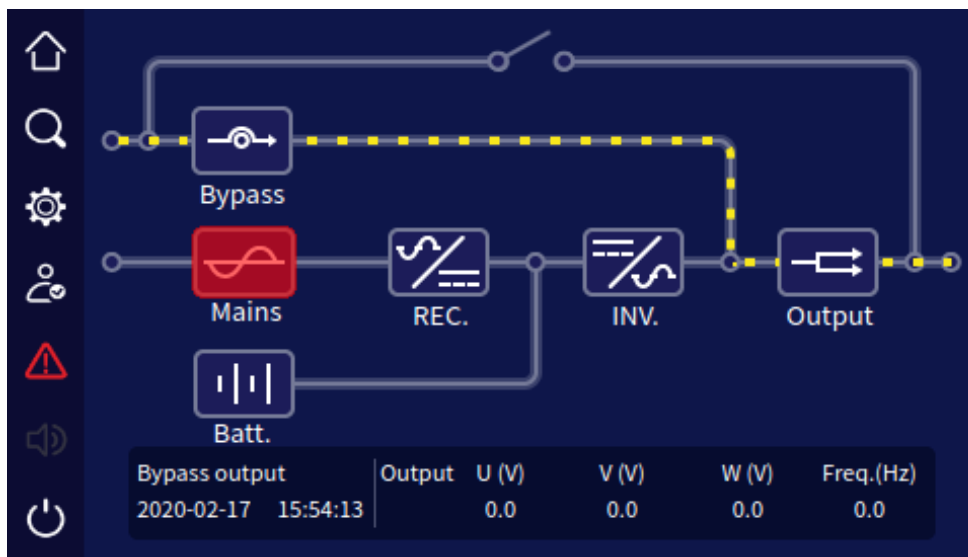 Bypass
Mains
REC.
INV.
Output
Batt.
Bypass output
2020-02-17 15:54:13
Output U (V) V (V) W (V) Freq.(Hz)
0.0 0.0 0.0 0.0